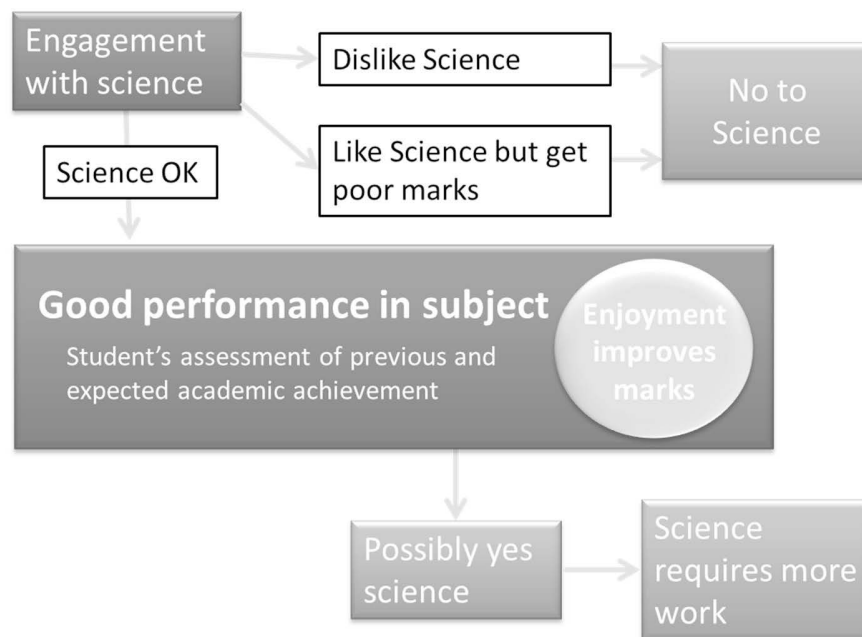 Engagement
with science
Dislike Science
No to
Science
Like Science but get
poor marks
Science OK
Good performance in subject
Student’s assessment of previous and
expected academic achievement
Enjoyment
improves
marks
Possibly yes
science
Science
requires more
work